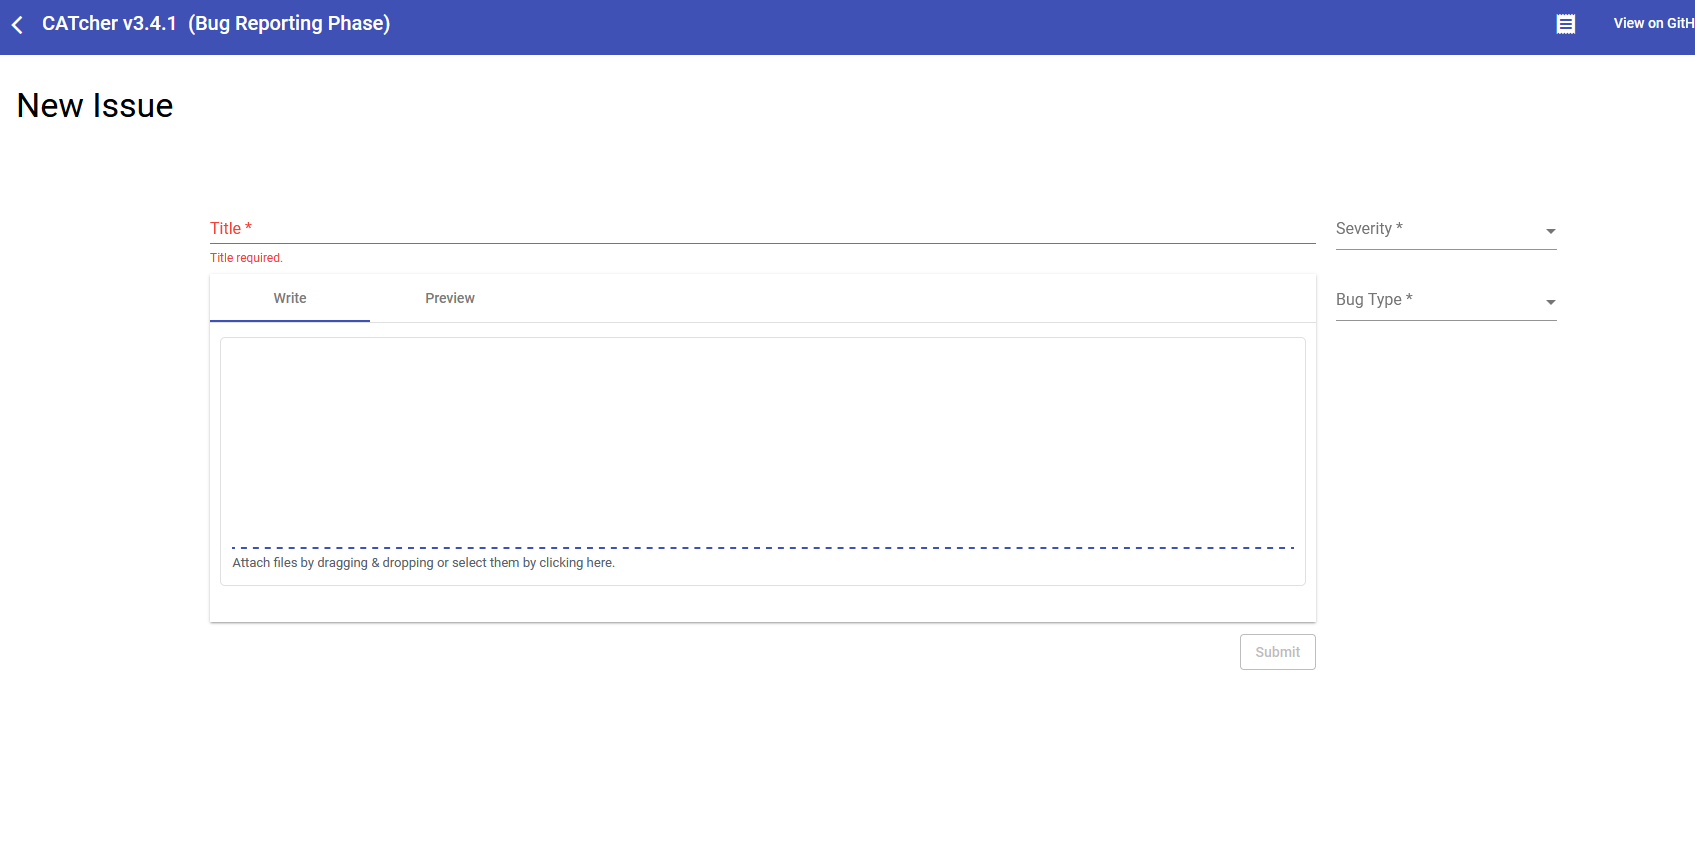 CATcher v3.4.1 (Bug Reporting Phase)
View on GitH
New Issue
Title *
Severity *
Title required.
Write
Preview
Bug Type *
Attach files by dragging & dropping or select them by clicking here.
Submit